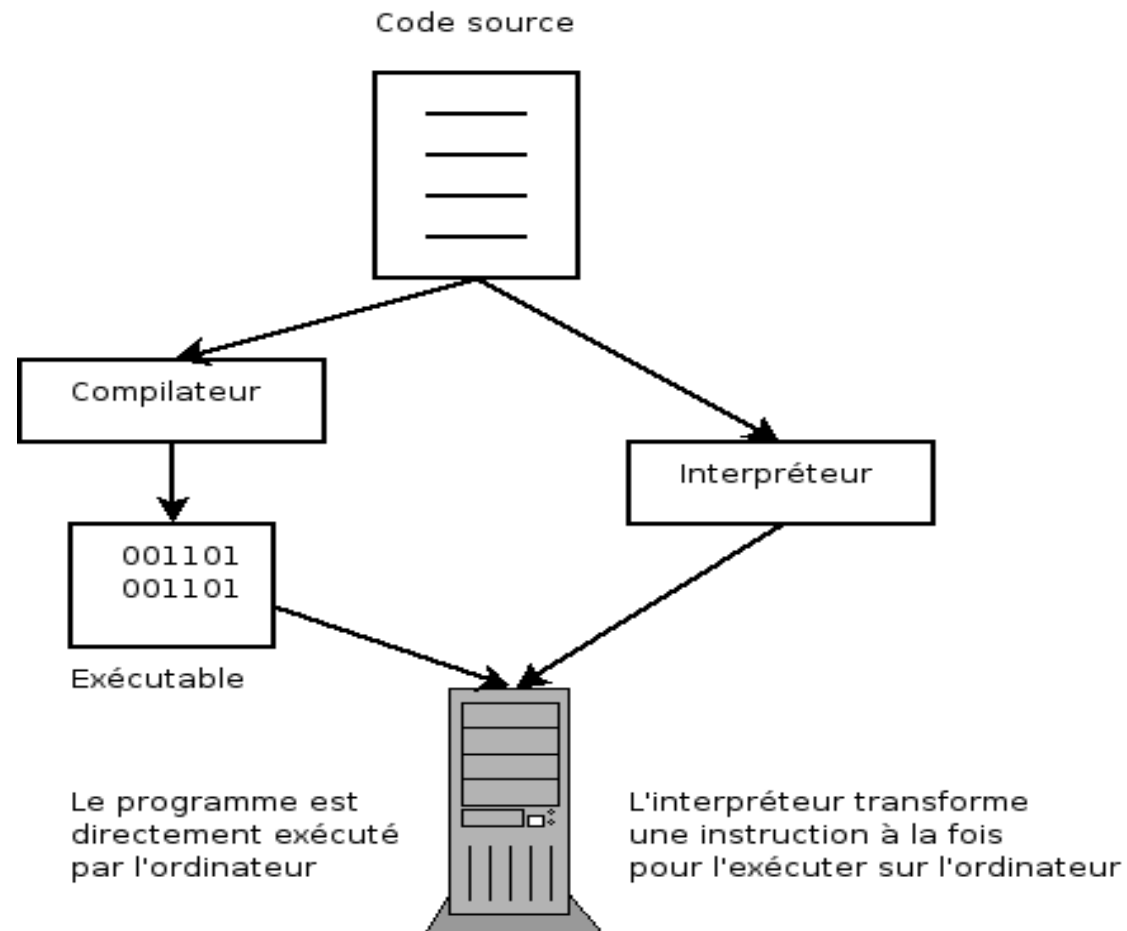 Code source
Compilateur
Interpréteur
001101
001101
Exécutable
Le programme est
directement exécuté
par l'ordinateur
L'interpréteur transforme
une instruction à la fois
pour l'exécuter sur l'ordinateur